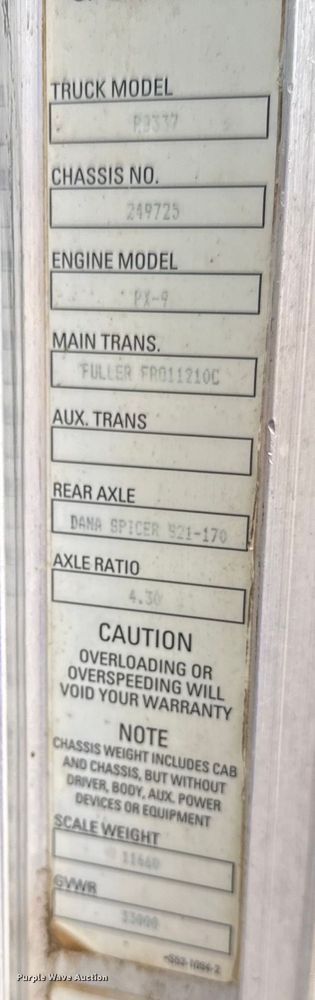 TRUCK MODEL
CHASSIS NO.
249725
ENGINE MODEL
PX-9
MAIN TRANS.
FULLER FRO11210C
AUX. TRANS
REAR AXLE
DANA SPICER S21-170
AXLE RATIO
4.30
CAUTION
OVERLOADING OR
OVERSPEEDING WILL
VOID YOUR WARRANTY
NOTE
CHASSIS WEIGHT INCLUDES CAB
AND CHASSIS, BUT WITHOUT
DRIVER, BODY, AUX. POWER
DEVICES OR EQUIPMENT
SCALE WEIGHT
11660
GVWR
33000
Purple Wave Auction